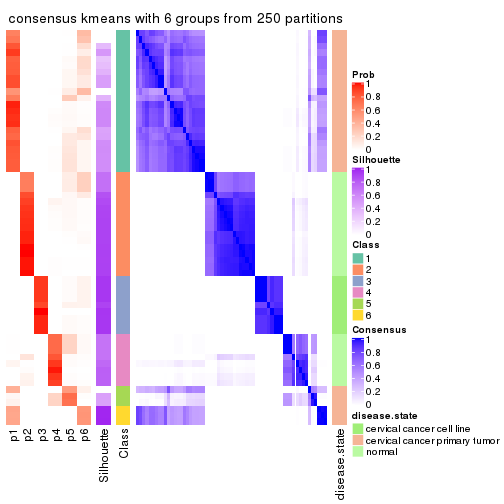 consensus kmeans with 6 groups from 250 partitions
Prob
1
0.8
0.6
0.4
0.2
0
Silhouette
1
0.8
0.6
0.4
0.2
0
Class
1
2
3
4
5
6
Consensus
1
0.8
0.6
0.4
0.2
0
disease.state
cervical cancer cell line
cervical cancer primary tumor
normal
p1
p2
p3
p4
p5
p6
Silhouette
Class
disease.state